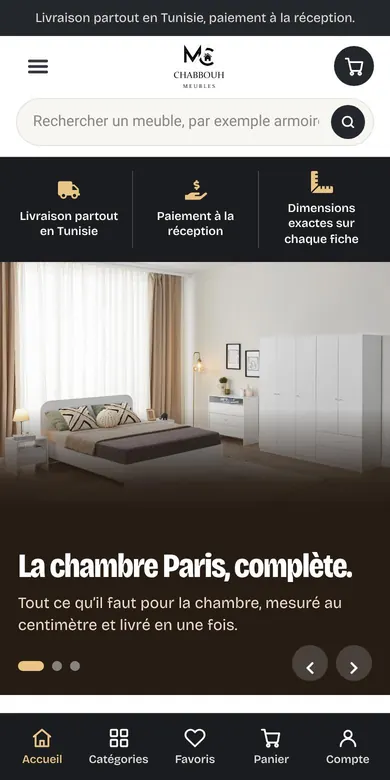 Livraison partout en Tunisie, paiement à la réception.
MC
CHABBOUH
MEUBLES
Rechercher un meuble, par exemple armoir
Livraison partout
en Tunisie
Paiement à la
réception
Dimensions
exactes sur
chaque fiche
La chambre Paris, complète.
Tout ce qu'il faut pour la chambre, mesuré au
centimètre et livré en une fois.
Accueil
Catégories
Favoris
Panier
Compte